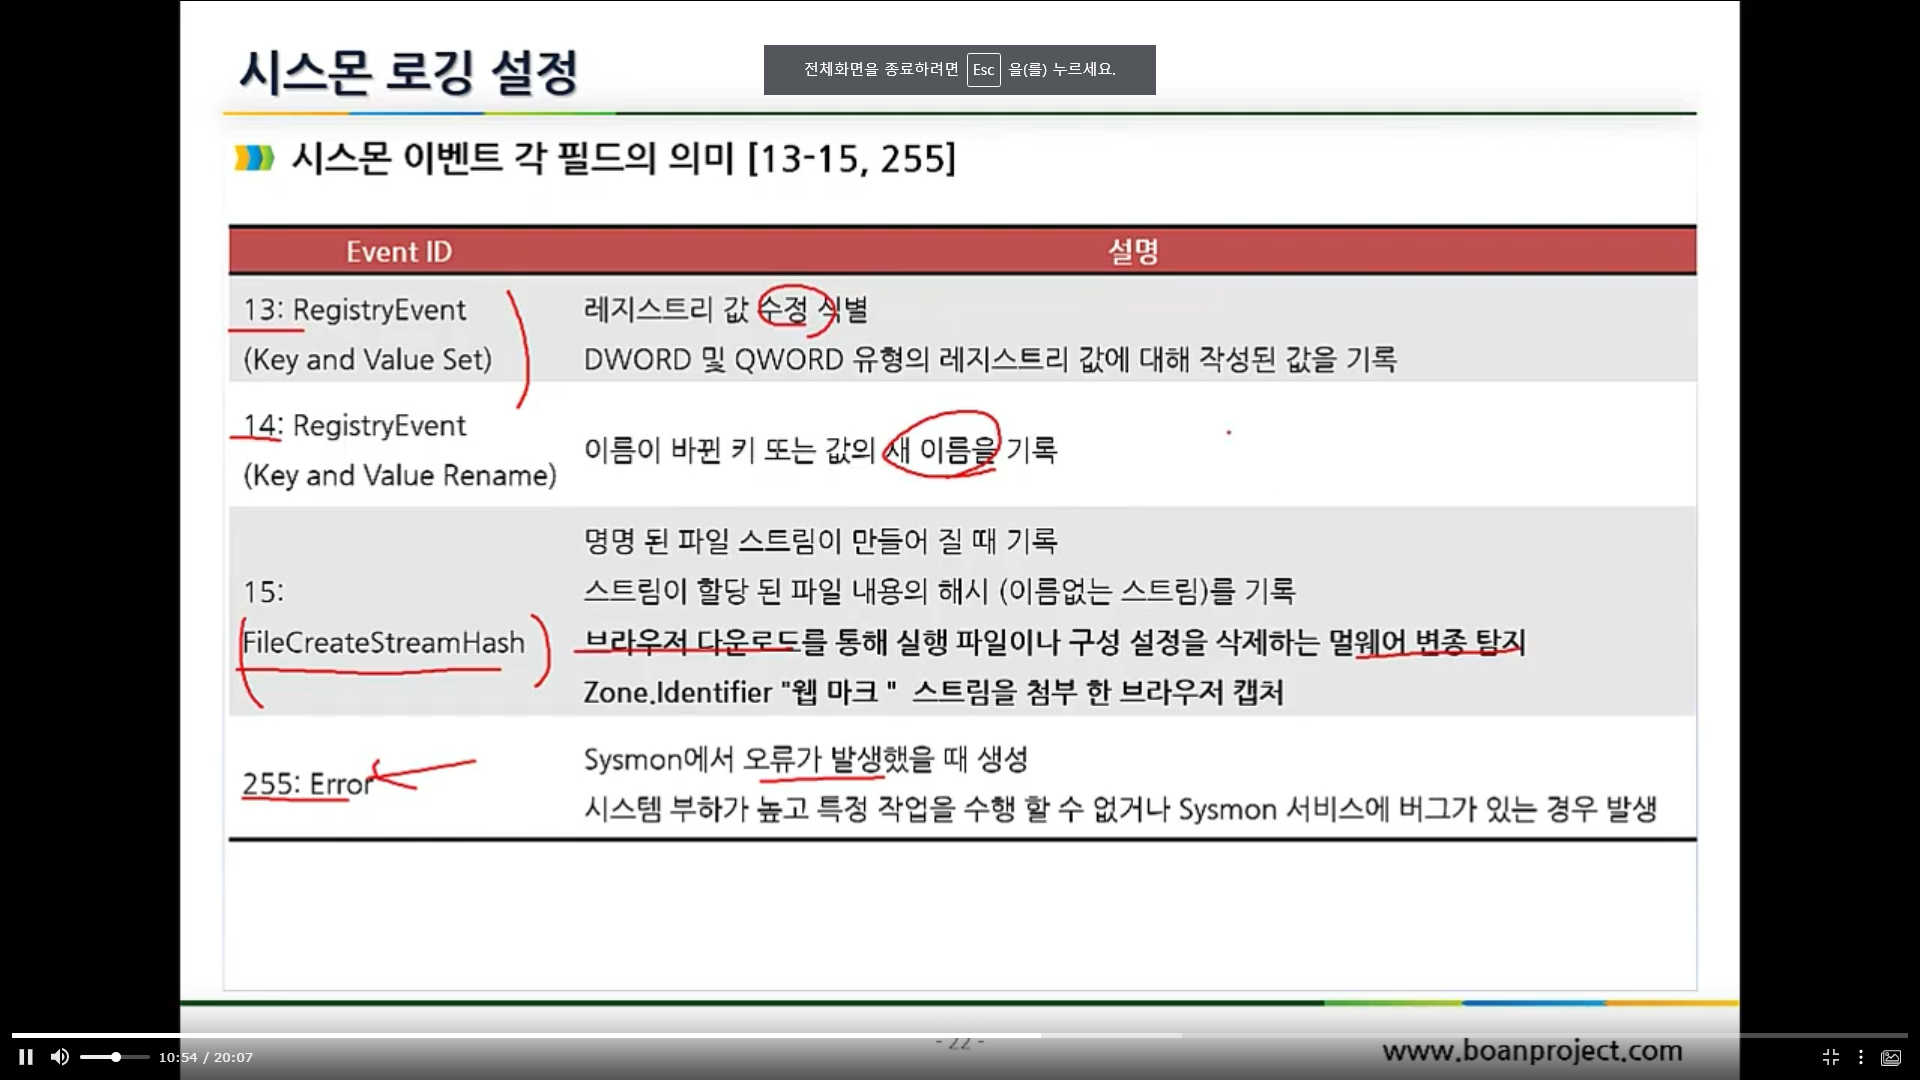 시스몬 로깅 설정
전체화면을 종료하려면 Esc 을(를) 누르세요.
시스몬 이벤트 각 필드의 의미 [13-15, 255]
Event ID 설명
13: RegistryEvent
(Key and Value Set)
레지스트리 값 수정 식별
DWORD 및 QWORD 유형의 레지스트리 값에 대해 작성된 값을 기록
14: RegistryEvent
(Key and Value Rename)
이름이 바뀐 키 또는 값의 새 이름을 기록
15:
FileCreateStreamHash
명명 된 파일 스트림이 만들어 질 때 기록
스트림이 할당 된 파일 내용의 해시 (이름없는 스트림)를 기록
브라우저 다운로드를 통해 실행 파일이나 구성 설정을 삭제하는 멀웨어 변종 탐지
Zone.Identifier "웹 마크 " 스트림을 첨부 한 브라우저 캡처
255: Error
Sysmon에서 오류가 발생했을 때 생성
시스템 부하가 높고 특정 작업을 수행 할 수 없거나 Sysmon 서비스에 버그가 있는 경우 발생
- 22 -
www.boanproject.com
10:54 / 20:07